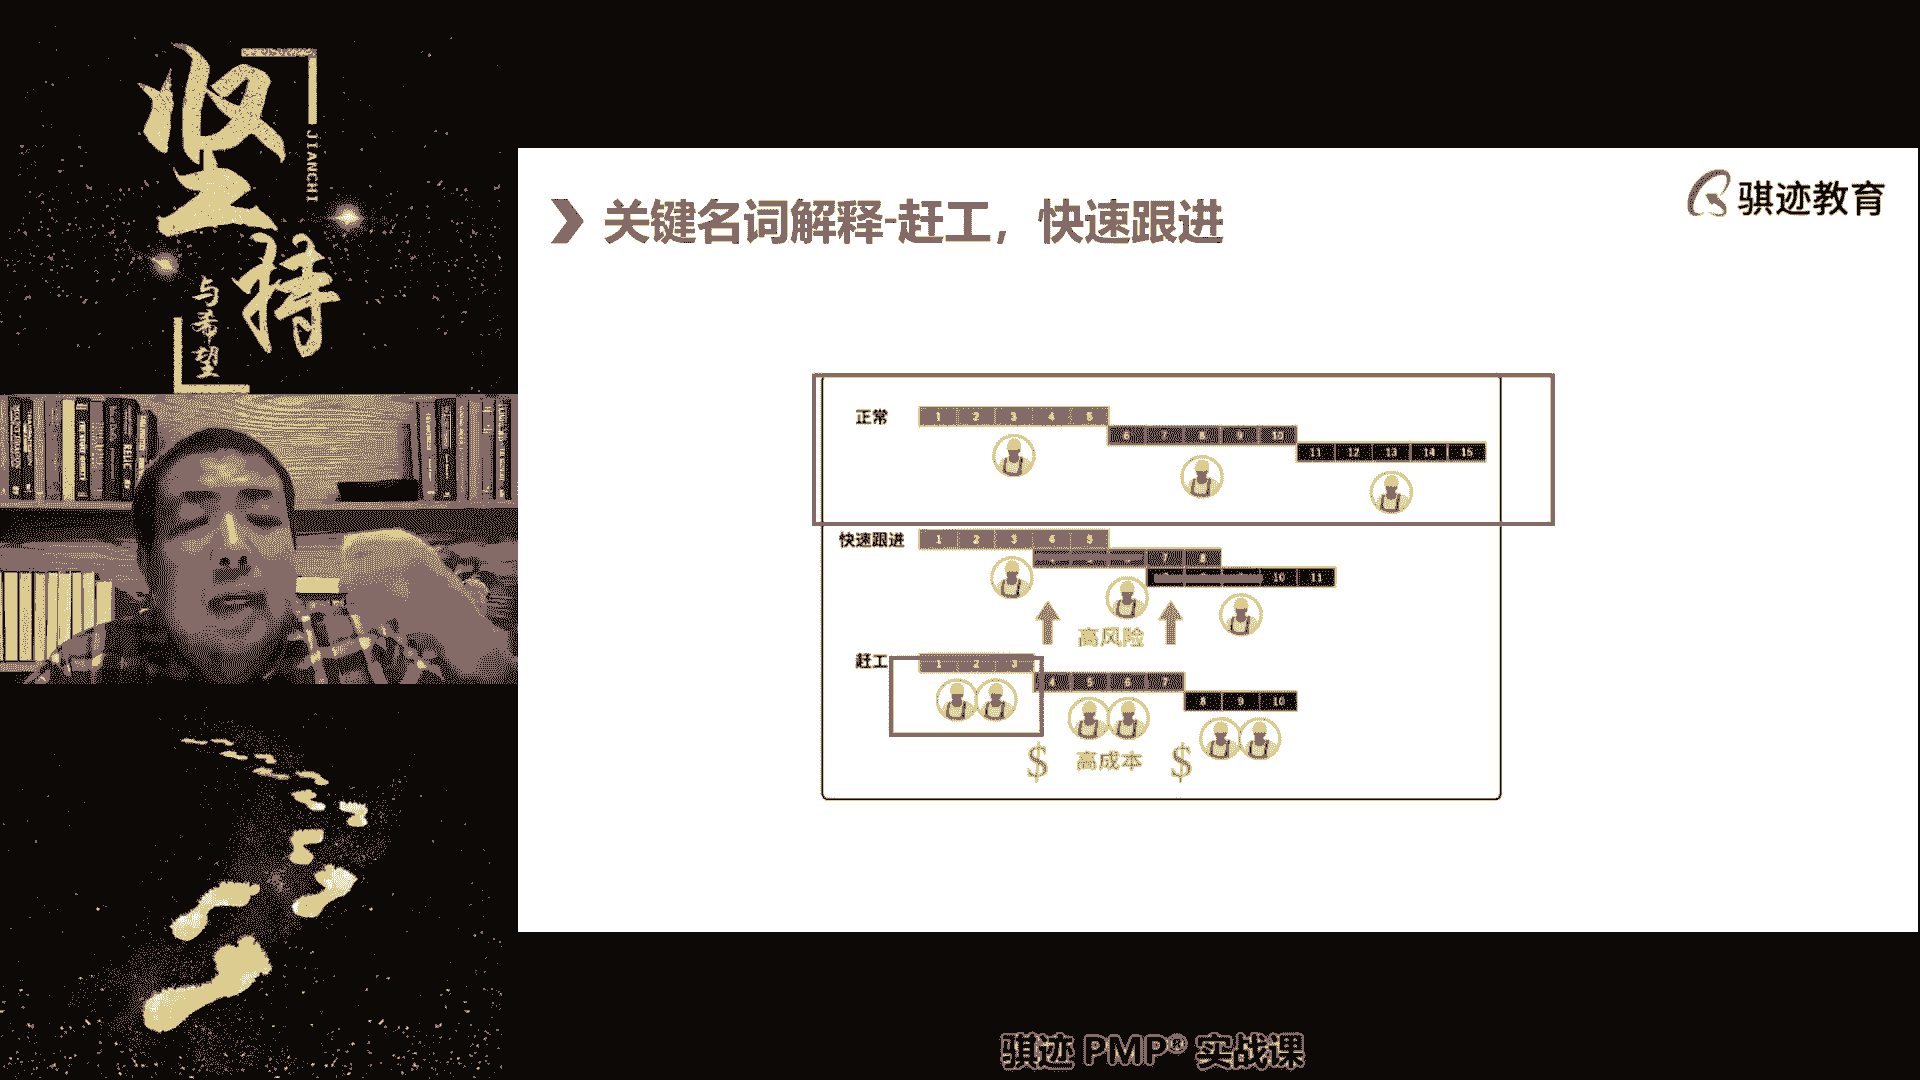 坚持
JIANCHI
与希望
骐迹教育
关键名词解释-赶工，快速跟进
正常
1 2 3 4 5
6 7 8 9 10
11 12 13 14 15
快速跟进
1 2 3 4 5
7 8
10 11
高风险
赶工
1 2 3
4 5 6 7
8 9 10
$ 高成本 $
骐迹 PMP® 实战课